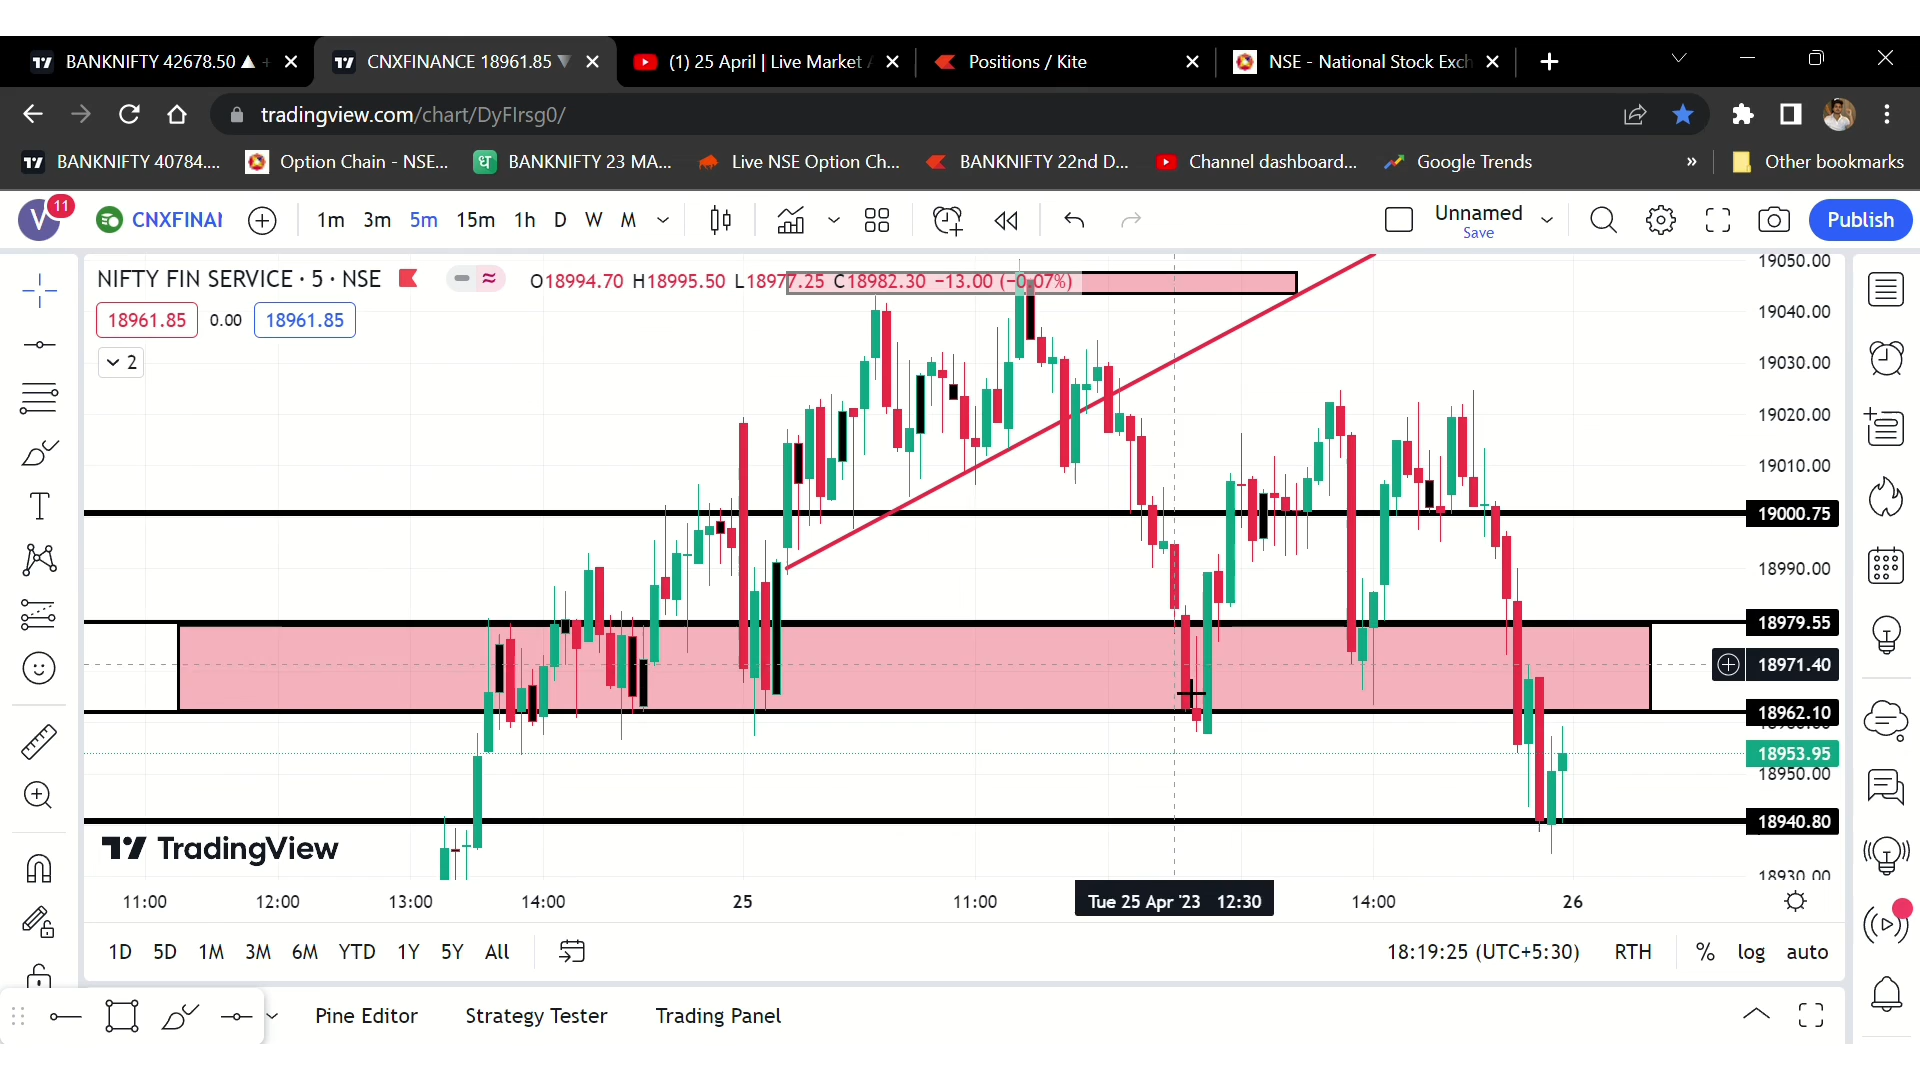 BANKNIFTY 42678.50 ▲ +
CNXFINANCE 18961.85 ▼
(1) 25 April | Live Market
Positions / Kite
NSE - National Stock Exch
tradingview.com/chart/DyFIrsg0/
BANKNIFTY 40784....
Option Chain - NSE...
BANKNIFTY 23 MA...
Live NSE Option Ch...
BANKNIFTY 22nd D...
Channel dashboard...
Google Trends
»
Other bookmarks
V
11
CNXFINAI
1m 3m 5m 15m 1h D W M
Unnamed
Save
Publish
NIFTY FIN SERVICE · 5 · NSE
O18994.70 H18995.50 L18977.25 C18982.30 −13.00 (−0.07%)
18961.85 0.00 18961.85
2
19050.00
19040.00
19030.00
19020.00
19010.00
19000.75
18990.00
18979.55
18971.40
18962.10
18953.95
18950.00
18940.80
18930.00
TradingView
11:00 12:00 13:00 14:00 25 11:00 Tue 25 Apr '23 12:30 14:00 26
1D 5D 1M 3M 6M YTD 1Y 5Y All
18:19:25 (UTC+5:30) RTH % log auto
Pine Editor Strategy Tester Trading Panel